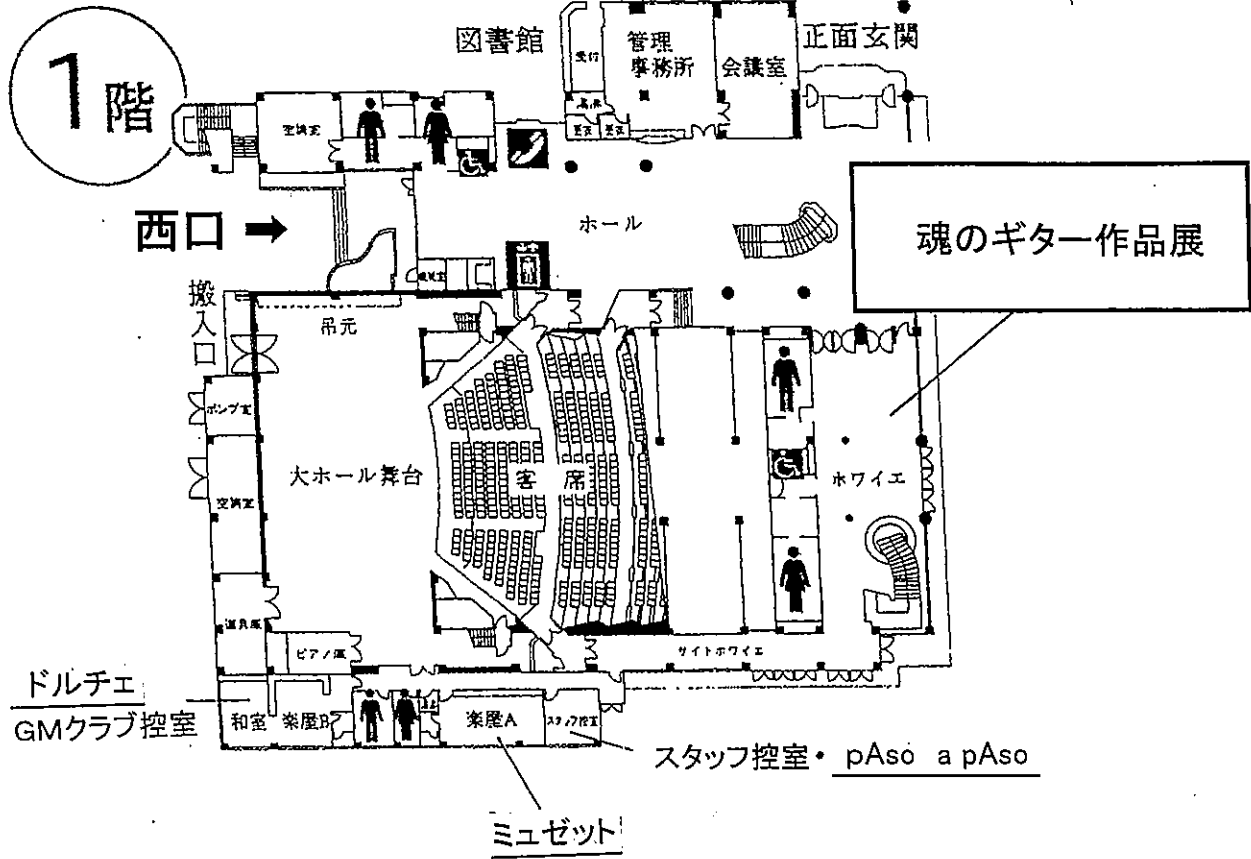 1階
図書館
受付
管理
事務所
会議室
正面玄関
空調室
西口
ホール
魂のギター作品展
搬入口
吊元
ポンプ室
大ホール舞台
客席
ホワイエ
空調室
道具庫
ピアノ庫
サイトホワイエ
ドルチェ
GMクラブ控室
和室
楽屋B
楽屋A
スタッフ控室
スタッフ控室・pAso a pAso
ミュゼット